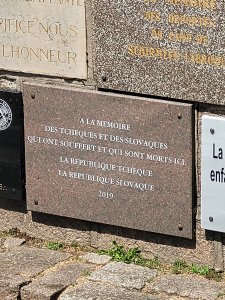 SACRIFICE NOUS
L'HONNEUR
A LA MEMOIRE
DES TCHEQUES ET DES SLOVAQUES
QUI ONT SOUFFERT ET QUI SONT MORTS ICI.
LA REPUBLIQUE TCHEQUE
LA REPUBLIQUE SLOVAQUE
2019
La
enfa